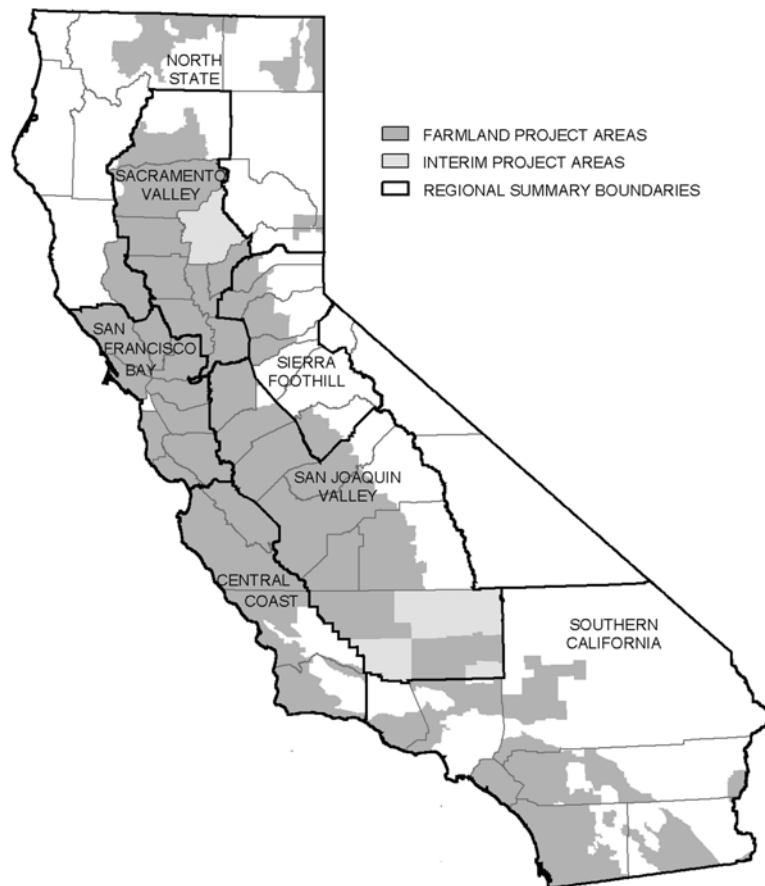 NORTH
STATE
FARMLAND PROJECT AREAS
INTERIM PROJECT AREAS
REGIONAL SUMMARY BOUNDARIES
SACRAMENTO
VALLEY
SAN
FRANCISCO
BAY
SIERRA
FOOTHILL
SAN JOAQUIN
VALLEY
CENTRAL
COAST
SOUTHERN
CALIFORNIA